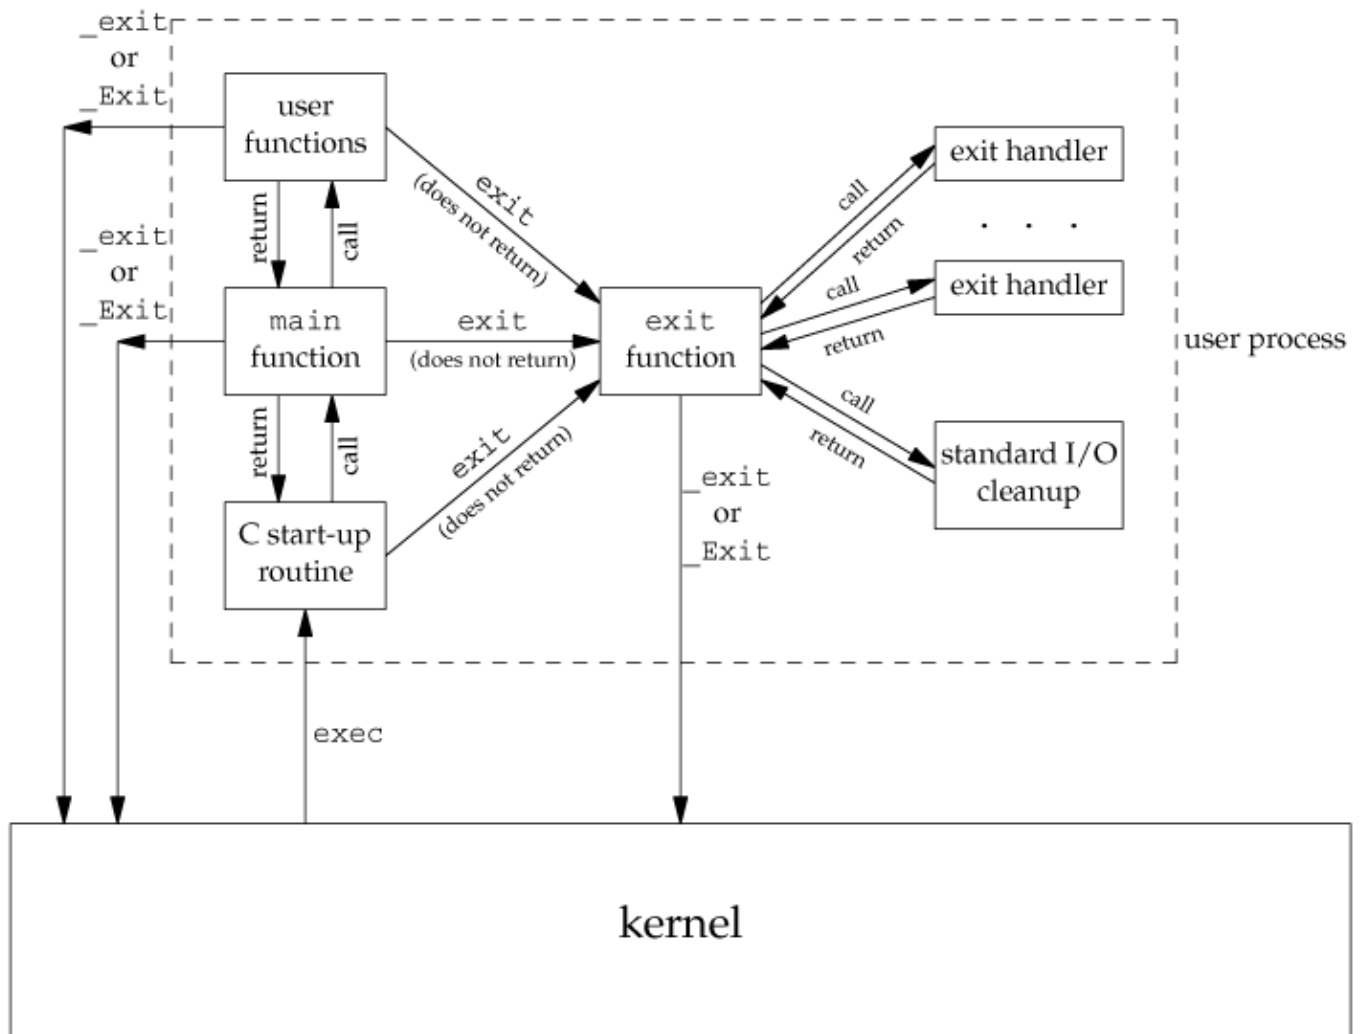 _exit
or
_Exit
user
functions
exit
(does not return)
call
return
exit handler
. . .
return
call
_exit
or
_Exit
main
function
exit
(does not return)
exit
function
call
return
exit handler
user process
return
call
exit
(does not return)
call
return
standard I/O
cleanup
C start-up
routine
_exit
or
_Exit
exec
kernel